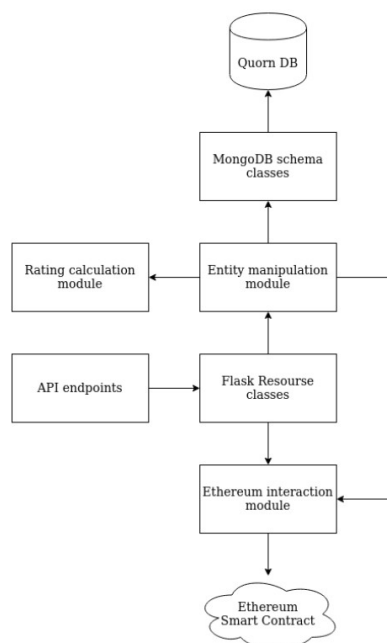 Quorn DB
MongoDB schema
classes
Rating calculation
module
Entity manipulation
module
API endpoints
Flask Resourse
classes
Ethereum interaction
module
Ethereum
Smart Contract